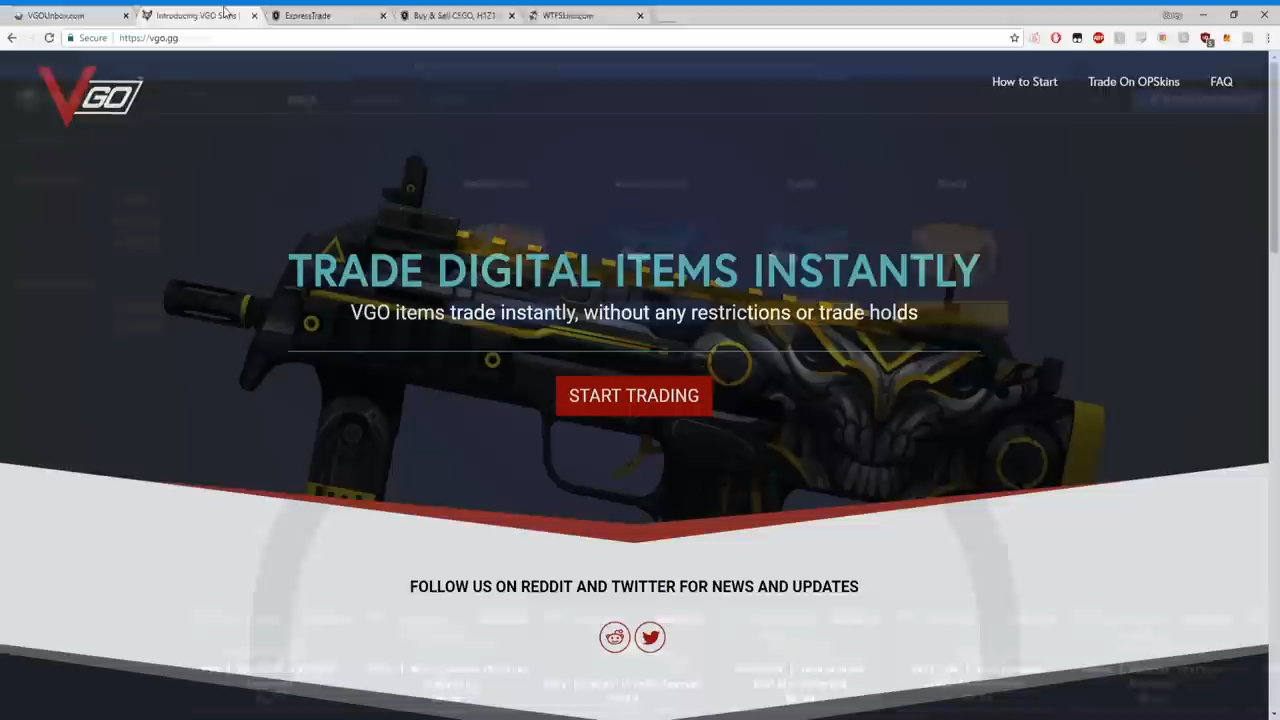 VGOUnbox.com
Introducing VGO Skins |
ExpressTrade
Buy & Sell CSGO, H1Z1
WTFSkins.com
Secure
https://vgo.gg
VGO
How to Start
Trade On OPSkins
FAQ
TRADE DIGITAL ITEMS INSTANTLY
VGO items trade instantly, without any restrictions or trade holds
START TRADING
FOLLOW US ON REDDIT AND TWITTER FOR NEWS AND UPDATES